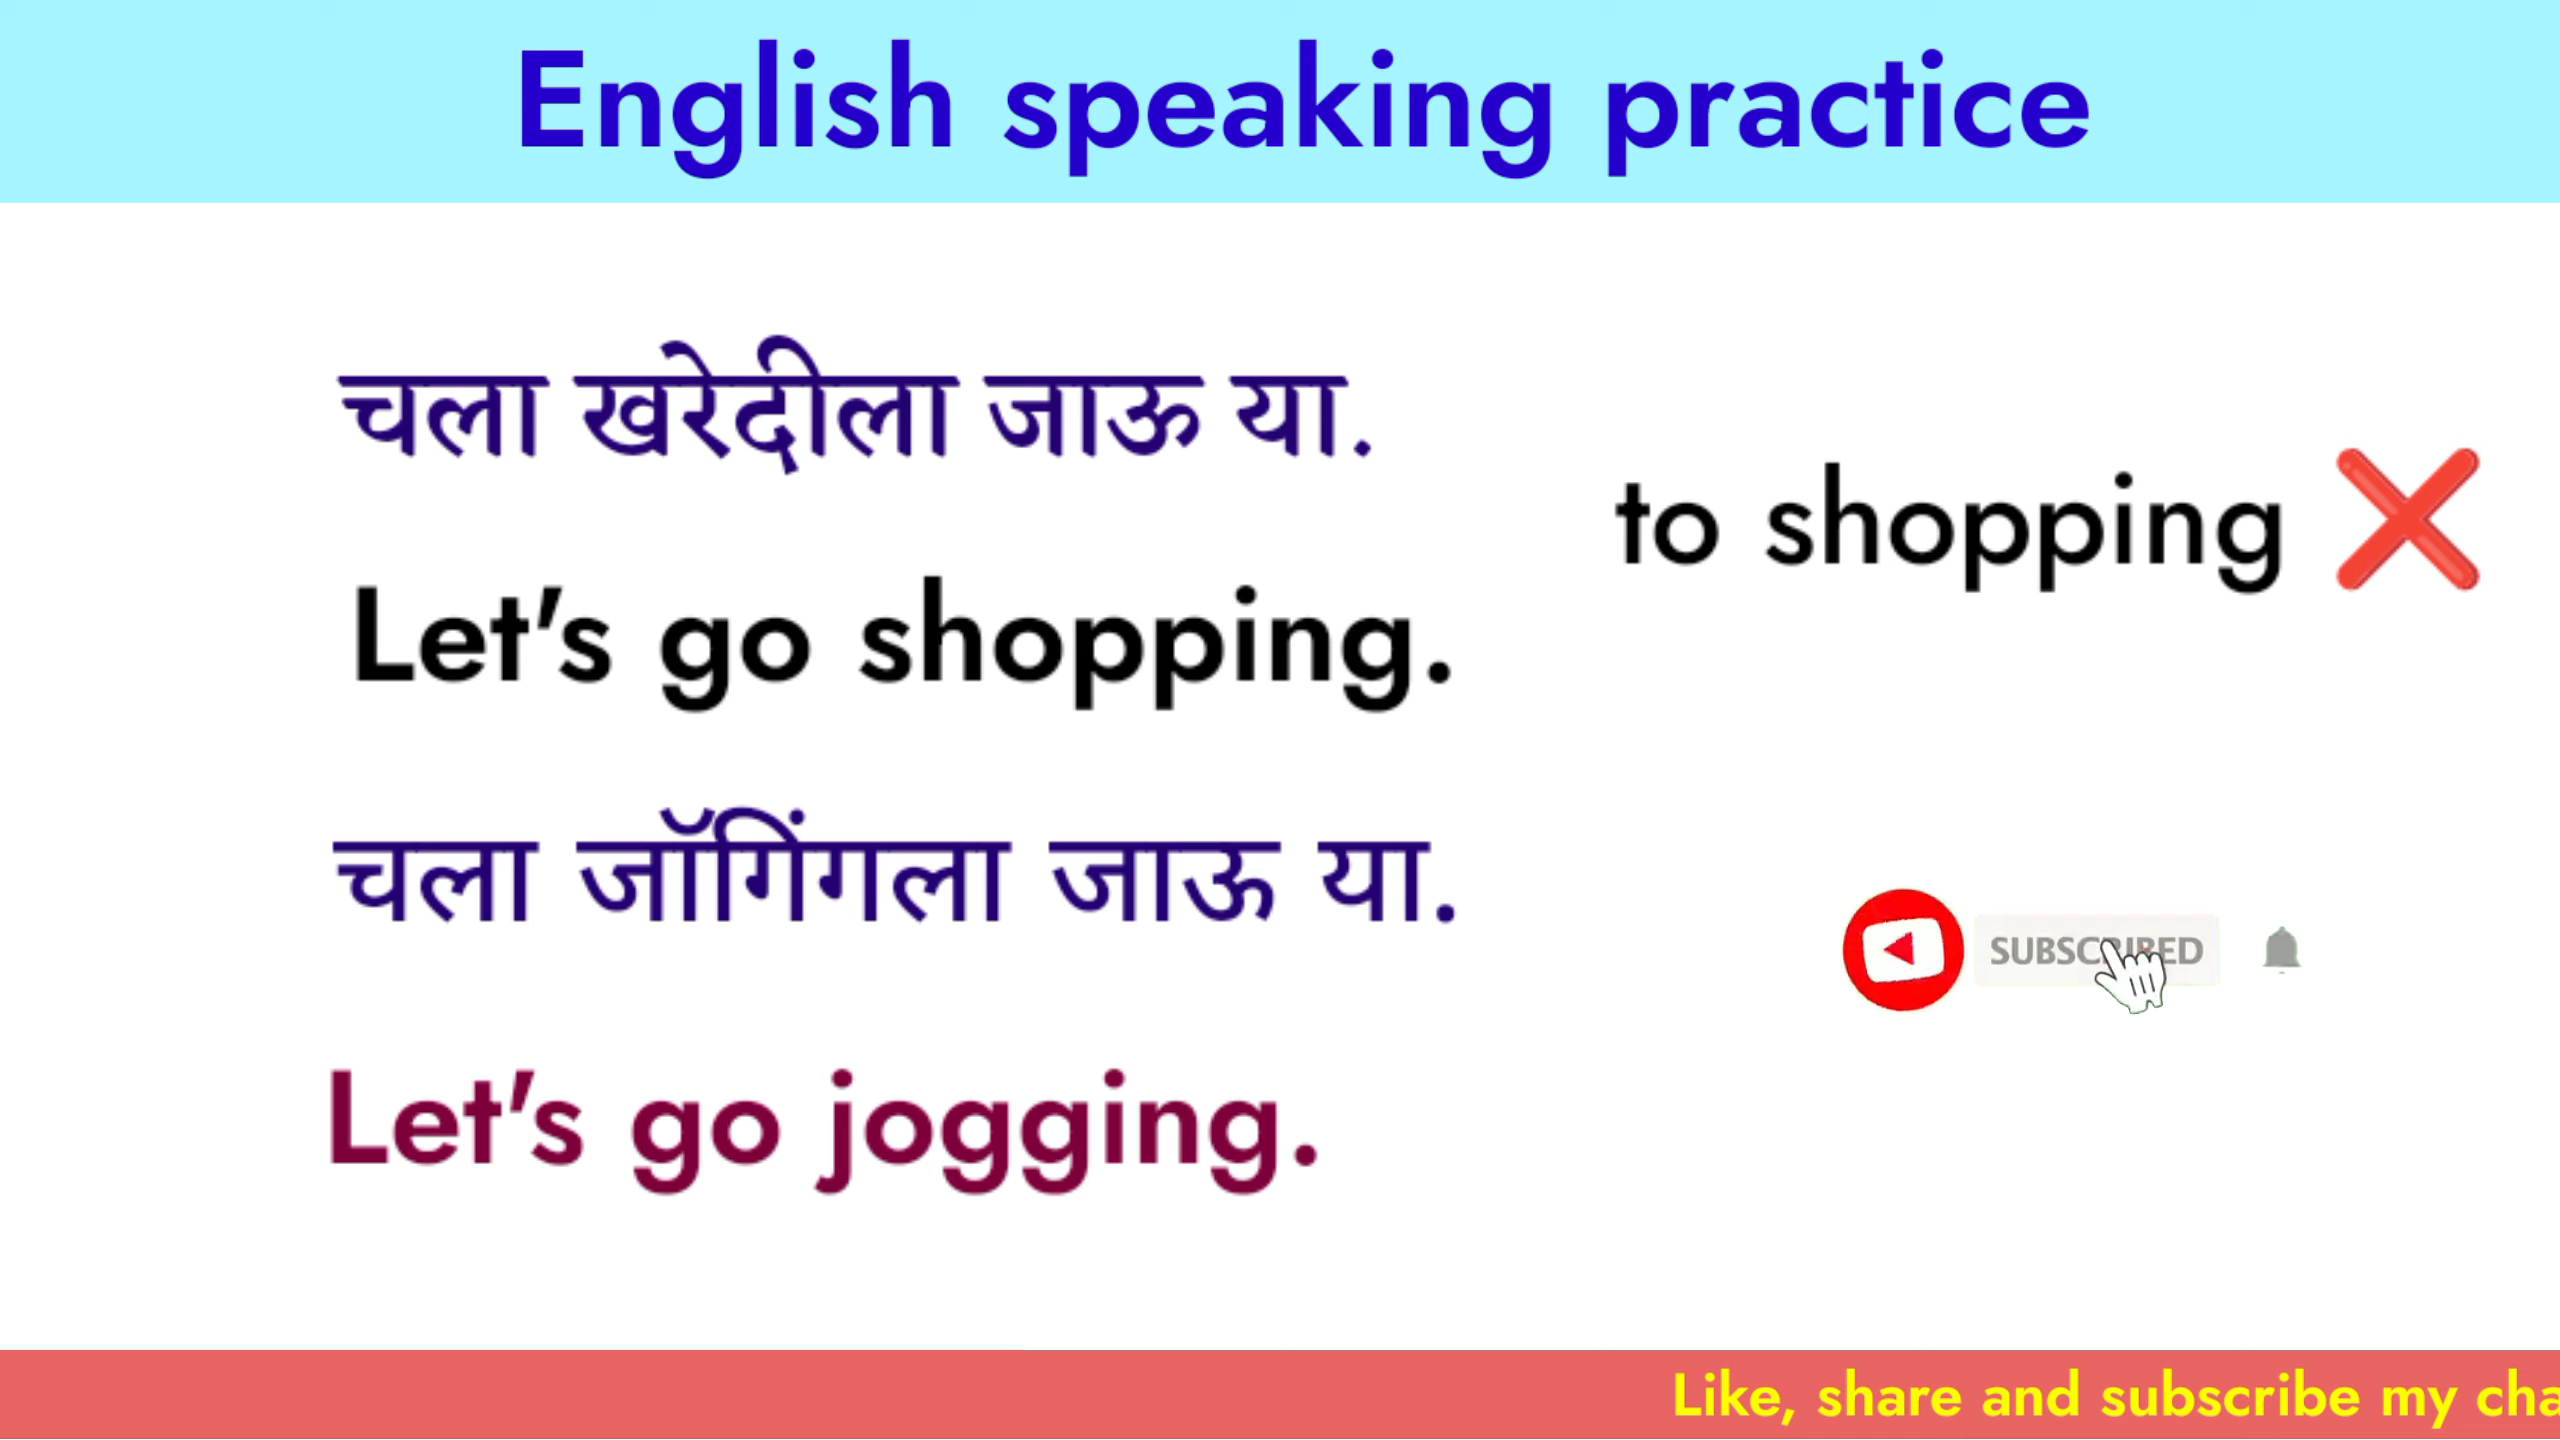 English speaking practice
चला खरेदीला जाऊ या.
to shopping
Let's go shopping.
चला जॉगिंगला जाऊ या.
SUBSCRIBED
Let's go jogging.
Like, share and subscribe my cha